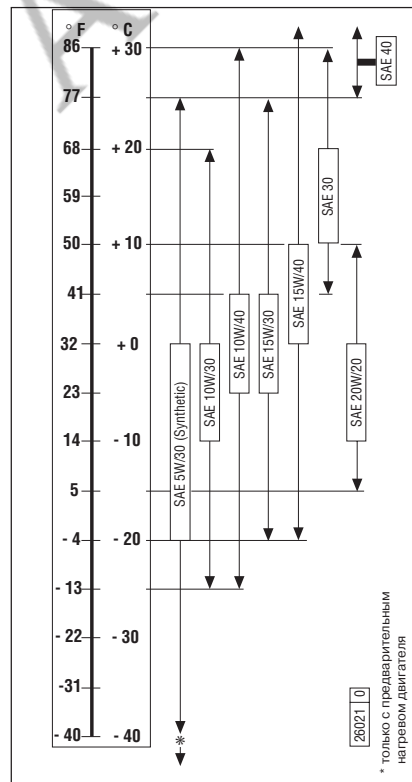 ° F ° C
86 + 30
77
68 + 20
59
50 + 10
41
32 + 0
23
14 - 10
5
- 4 - 20
- 13
- 22 - 30
-31
- 40 - 40
SAE 5W/30 (Synthetic)
*
SAE 10W/30
SAE 10W/40
SAE 15W/30
SAE 15W/40
SAE 30
SAE 20W/20
SAE 40
26021 0
* только с предварительным
нагревом двигателя